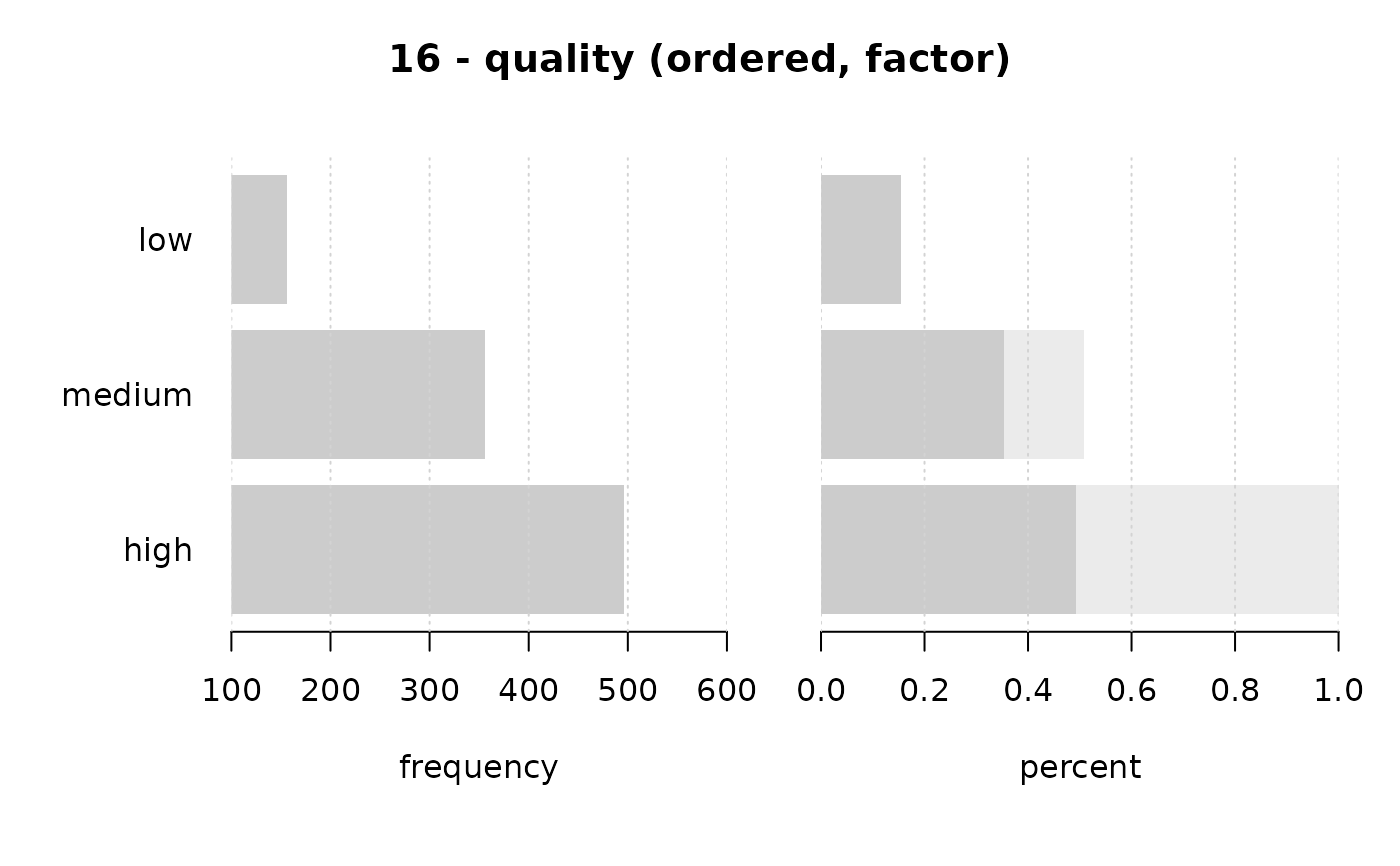 16 - quality (ordered, factor)
low
medium
high
100 200 300 400 500 600
0.0 0.2 0.4 0.6 0.8 1.0
frequency
percent